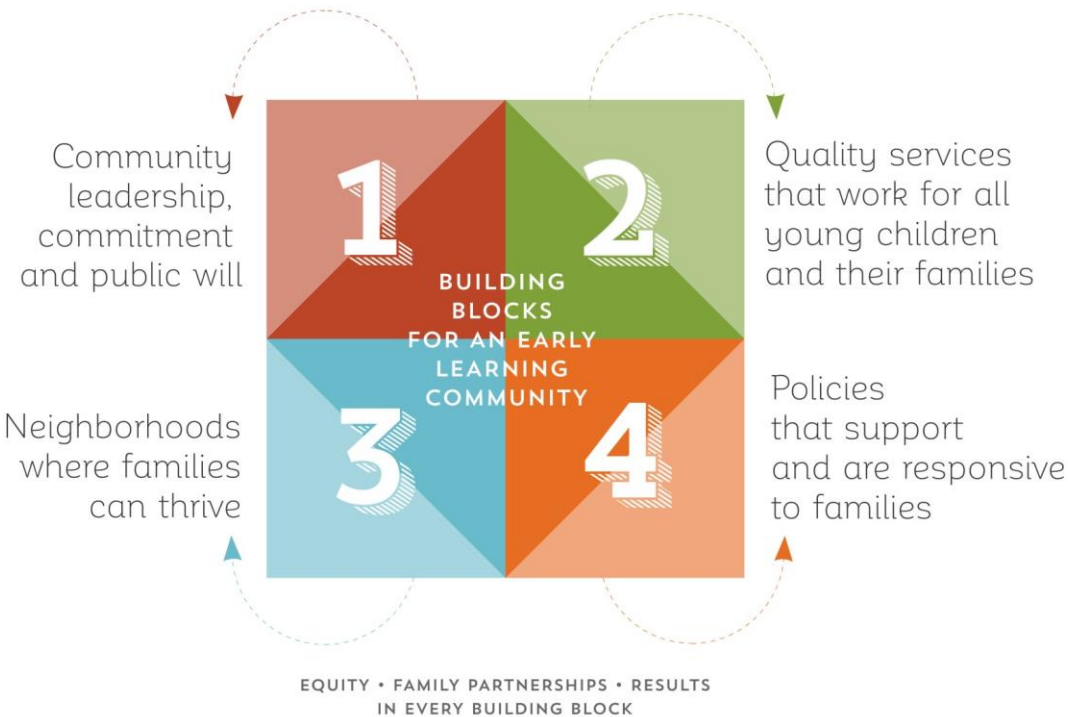 1
Community
leadership,
commitment
and public will
2
Quality services
that work for all
young children
and their families
BUILDING
BLOCKS
FOR AN EARLY
LEARNING
COMMUNITY
3
Neighborhoods
where families
can thrive
4
Policies
that support
and are responsive
to families
EQUITY • FAMILY PARTNERSHIPS • RESULTS
IN EVERY BUILDING BLOCK